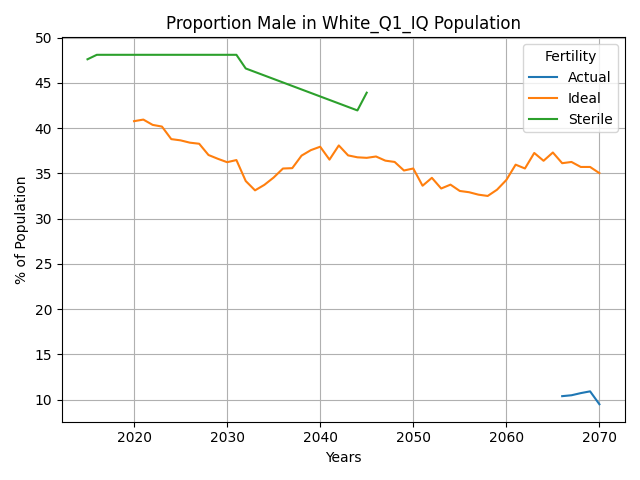 Proportion Male in White_Q1_IQ Population
% of Population
50
45
40
35
30
25
20
15
10
Fertility
Actual
Ideal
Sterile
2020 2030 2040 2050 2060 2070
Years